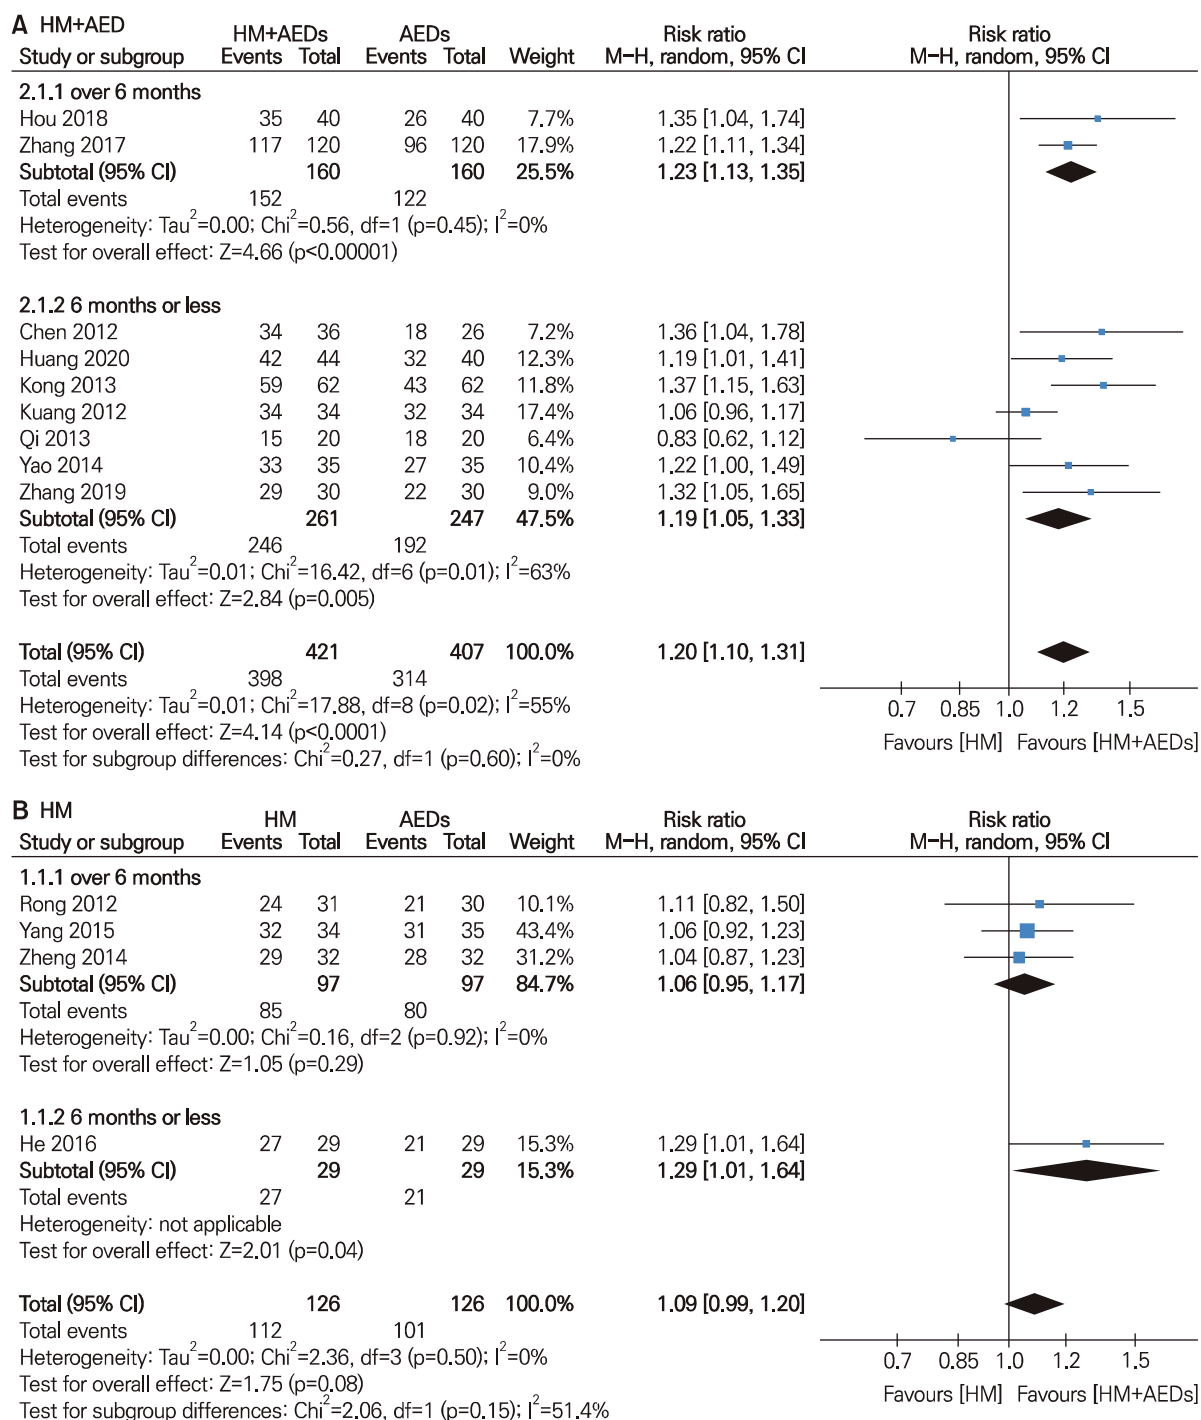 A HM+AED
HM+AEDs AEDs Risk ratio Risk ratio
Study or subgroup Events Total Events Total Weight M-H, random, 95% CI M-H, random, 95% CI
2.1.1 over 6 months
Hou 2018 35 40 26 40 7.7% 1.35 [1.04, 1.74]
Zhang 2017 117 120 96 120 17.9% 1.22 [1.11, 1.34]
Subtotal (95% CI) 160 160 25.5% 1.23 [1.13, 1.35]
Total events 152 122
Heterogeneity: Tau²=0.00; Chi²=0.56, df=1 (p=0.45); I²=0%
Test for overall effect: Z=4.66 (p<0.00001)
2.1.2 6 months or less
Chen 2012 34 36 18 26 7.2% 1.36 [1.04, 1.78]
Huang 2020 42 44 32 40 12.3% 1.19 [1.01, 1.41]
Kong 2013 59 62 43 62 11.8% 1.37 [1.15, 1.63]
Kuang 2012 34 34 32 34 17.4% 1.06 [0.96, 1.17]
Qi 2013 15 20 18 20 6.4% 0.83 [0.62, 1.12]
Yao 2014 33 35 27 35 10.4% 1.22 [1.00, 1.49]
Zhang 2019 29 30 22 30 9.0% 1.32 [1.05, 1.65]
Subtotal (95% CI) 261 247 47.5% 1.19 [1.05, 1.33]
Total events 246 192
Heterogeneity: Tau²=0.01; Chi²=16.42, df=6 (p=0.01); I²=63%
Test for overall effect: Z=2.84 (p=0.005)
Total (95% CI) 421 407 100.0% 1.20 [1.10, 1.31]
Total events 398 314
Heterogeneity: Tau²=0.01; Chi²=17.88, df=8 (p=0.02); I²=55%
Test for overall effect: Z=4.14 (p<0.0001)
Test for subgroup differences: Chi²=0.27, df=1 (p=0.60); I²=0%
0.7 0.85 1.0 1.2 1.5
Favours [HM] Favours [HM+AEDs]
B HM
HM AEDs Risk ratio Risk ratio
Study or subgroup Events Total Events Total Weight M-H, random, 95% CI M-H, random, 95% CI
1.1.1 over 6 months
Rong 2012 24 31 21 30 10.1% 1.11 [0.82, 1.50]
Yang 2015 32 34 31 35 43.4% 1.06 [0.92, 1.23]
Zheng 2014 29 32 28 32 31.2% 1.04 [0.87, 1.23]
Subtotal (95% CI) 97 97 84.7% 1.06 [0.95, 1.17]
Total events 85 80
Heterogeneity: Tau²=0.00; Chi²=0.16, df=2 (p=0.92); I²=0%
Test for overall effect: Z=1.05 (p=0.29)
1.1.2 6 months or less
He 2016 27 29 21 29 15.3% 1.29 [1.01, 1.64]
Subtotal (95% CI) 29 29 15.3% 1.29 [1.01, 1.64]
Total events 27 21
Heterogeneity: not applicable
Test for overall effect: Z=2.01 (p=0.04)
Total (95% CI) 126 126 100.0% 1.09 [0.99, 1.20]
Total events 112 101
Heterogeneity: Tau²=0.00; Chi²=2.36, df=3 (p=0.50); I²=0%
Test for overall effect: Z=1.75 (p=0.08)
Test for subgroup differences: Chi²=2.06, df=1 (p=0.15); I²=51.4%
0.7 0.85 1.0 1.2 1.5
Favours [HM] Favours [HM+AEDs]